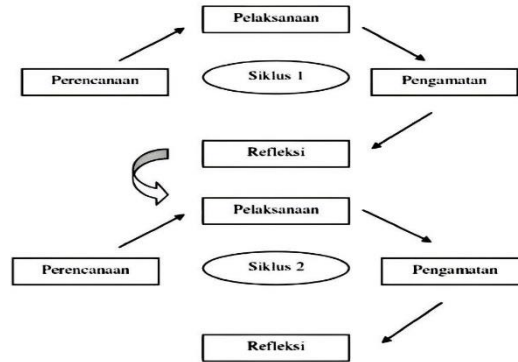 Pelaksanaan
Perencanaan
Siklus 1
Pengamatan
Refleksi
Pelaksanaan
Perencanaan
Siklus 2
Pengamatan
Refleksi